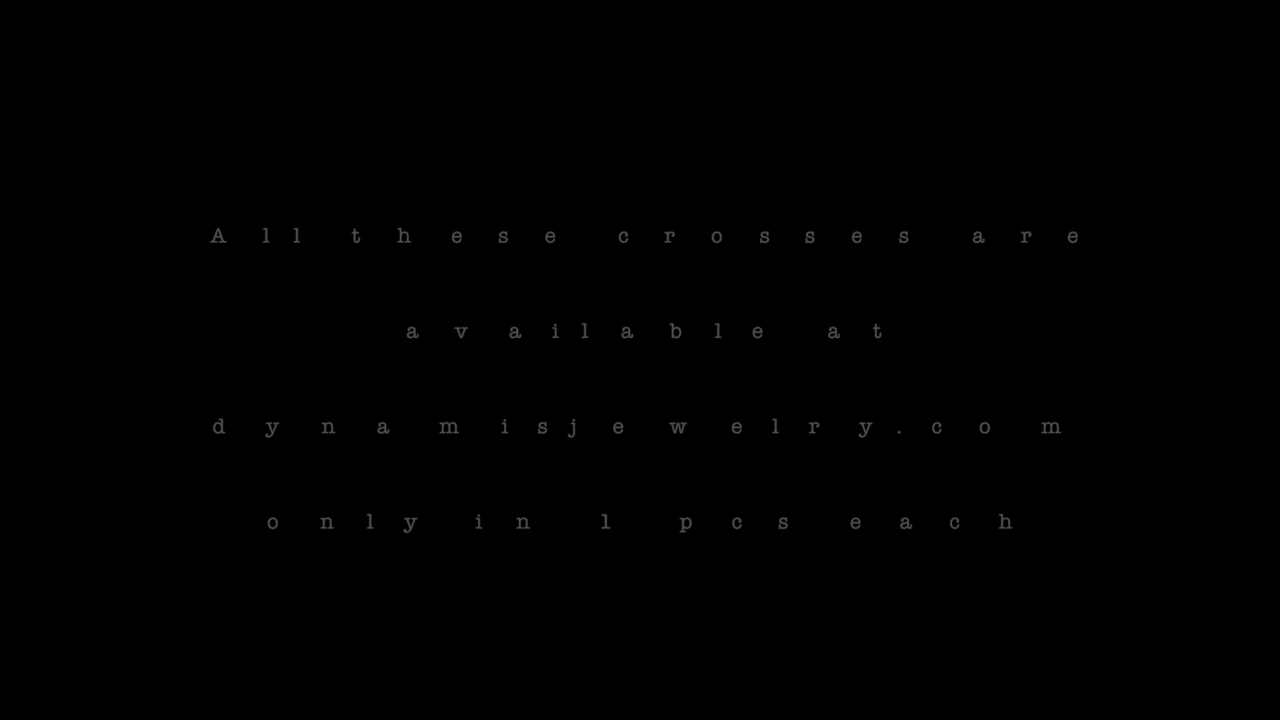 All these crosses are
available at
dynamisjewelry.com
only in 1 pcs each